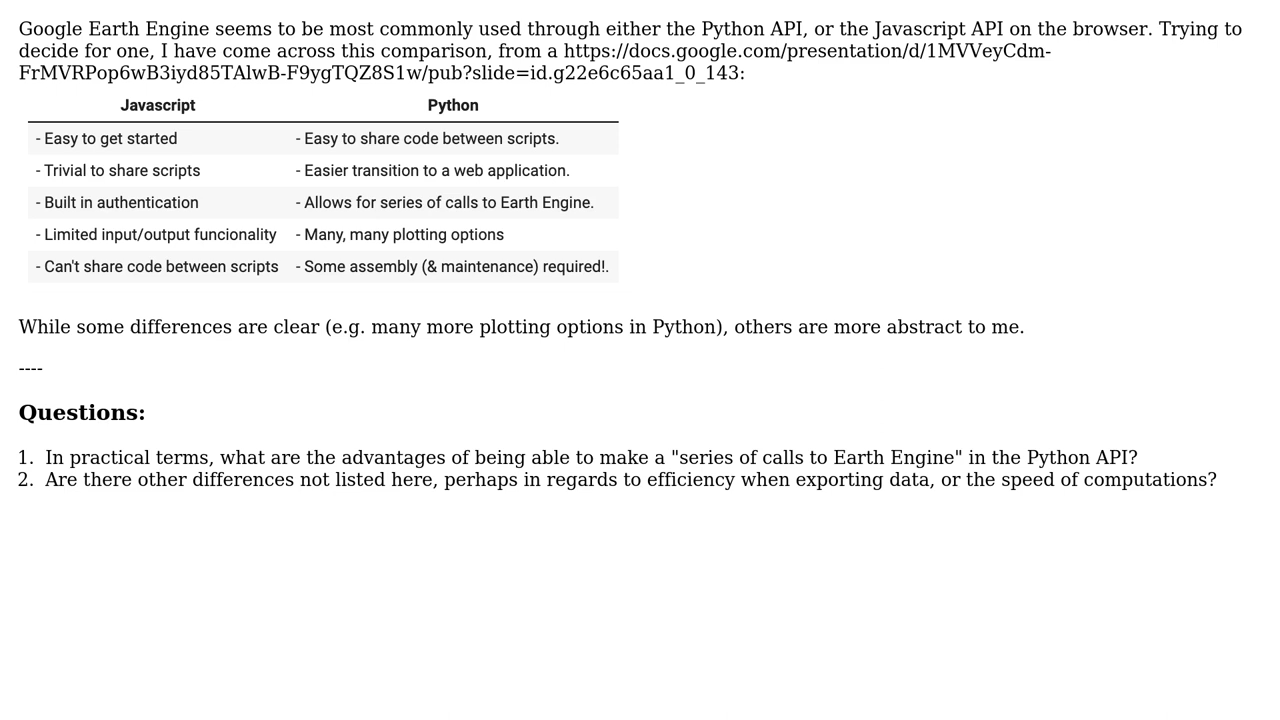 Google Earth Engine seems to be most commonly used through either the Python API, or the Javascript API on the browser. Trying to
decide for one, I have come across this comparison, from a https://docs.google.com/presentation/d/1MVVeyCdm-
FrMVRPop6wB3iyd85TAlwB-F9ygTQZ8S1w/pub?slide=id.g22e6c65aa1_0_143:
Javascript Python
- Easy to get started - Easy to share code between scripts.
- Trivial to share scripts - Easier transition to a web application.
- Built in authentication - Allows for series of calls to Earth Engine.
- Limited input/output funcionality - Many, many plotting options
- Can't share code between scripts - Some assembly (& maintenance) required!.
While some differences are clear (e.g. many more plotting options in Python), others are more abstract to me.
----
Questions:
1. In practical terms, what are the advantages of being able to make a "series of calls to Earth Engine" in the Python API?
2. Are there other differences not listed here, perhaps in regards to efficiency when exporting data, or the speed of computations?